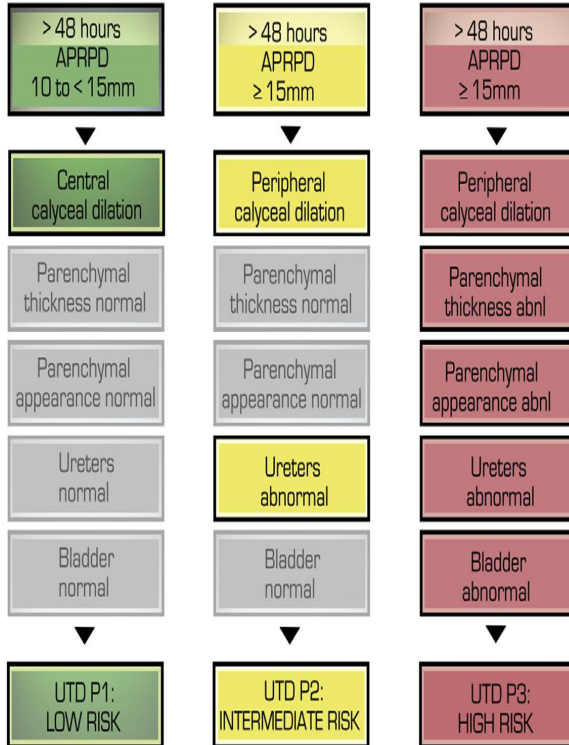 > 48 hours
APRPD
10 to < 15mm
Central
calyceal dilation
Parenchymal
thickness normal
Parenchymal
appearance normal
Ureters
normal
Bladder
normal
UTD P1:
LOW RISK
> 48 hours
APRPD
≥ 15mm
Peripheral
calyceal dilation
Parenchymal
thickness normal
Parenchymal
appearance normal
Ureters
abnormal
Bladder
normal
UTD P2:
INTERMEDIATE RISK
> 48 hours
APRPD
≥ 15mm
Peripheral
calyceal dilation
Parenchymal
thickness abnl
Parenchymal
appearance abnl
Ureters
abnormal
Bladder
abnormal
UTD P3:
HIGH RISK